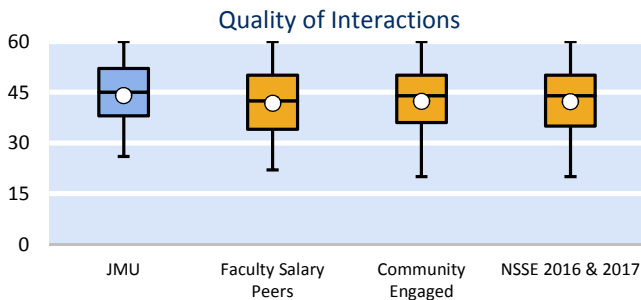 Quality of Interactions
60
45
30
15
0
JMU
Faculty Salary
Peers
Community
Engaged
NSSE 2016 & 2017